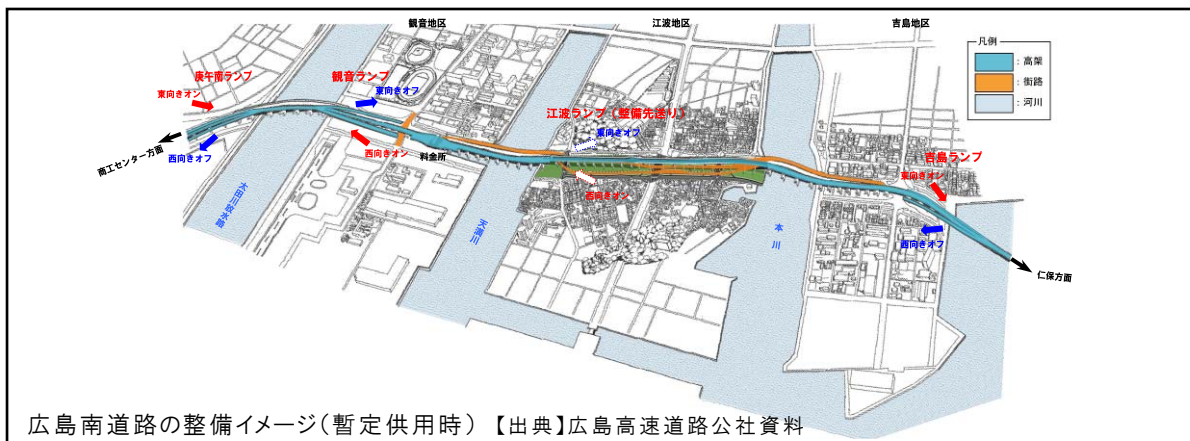 観音地区
江波地区
吉島地区
凡例
：高架
：街路
：河川
庚午南ランプ
東向きオン
観音ランプ
東向きオフ
江波ランプ（整備先送り）
東向きオフ
商工センター方面
西向きオフ
西向きオン
料金所
西向きオン
吉島ランプ
東向きオン
西向きオフ
太田川放水路
天満川
本川
仁保方面
広島南道路の整備イメージ(暫定供用時) 【出典】広島高速道路公社資料